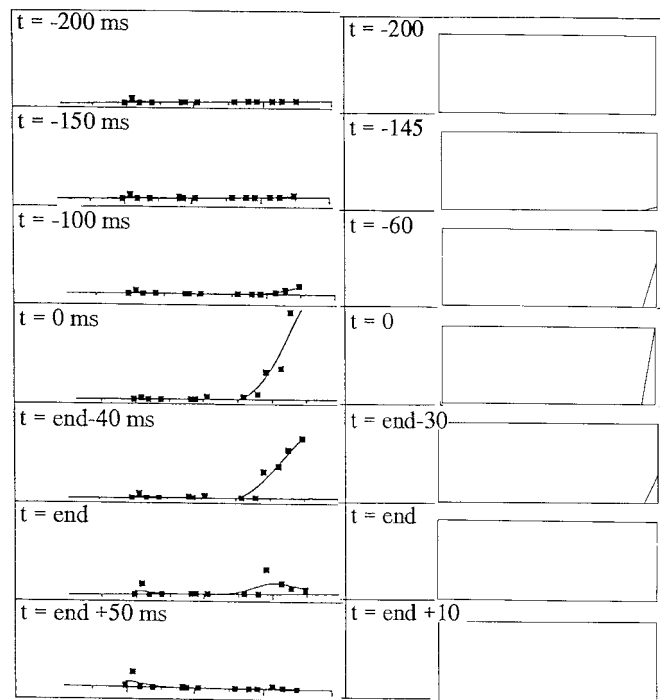 t = -200 ms
t = -200
t = -150 ms
t = -145
t = -100 ms
t = -60
t = 0 ms
t = 0
t = end-40 ms
t = end-30
t = end
t = end
t = end +50 ms
t = end +10